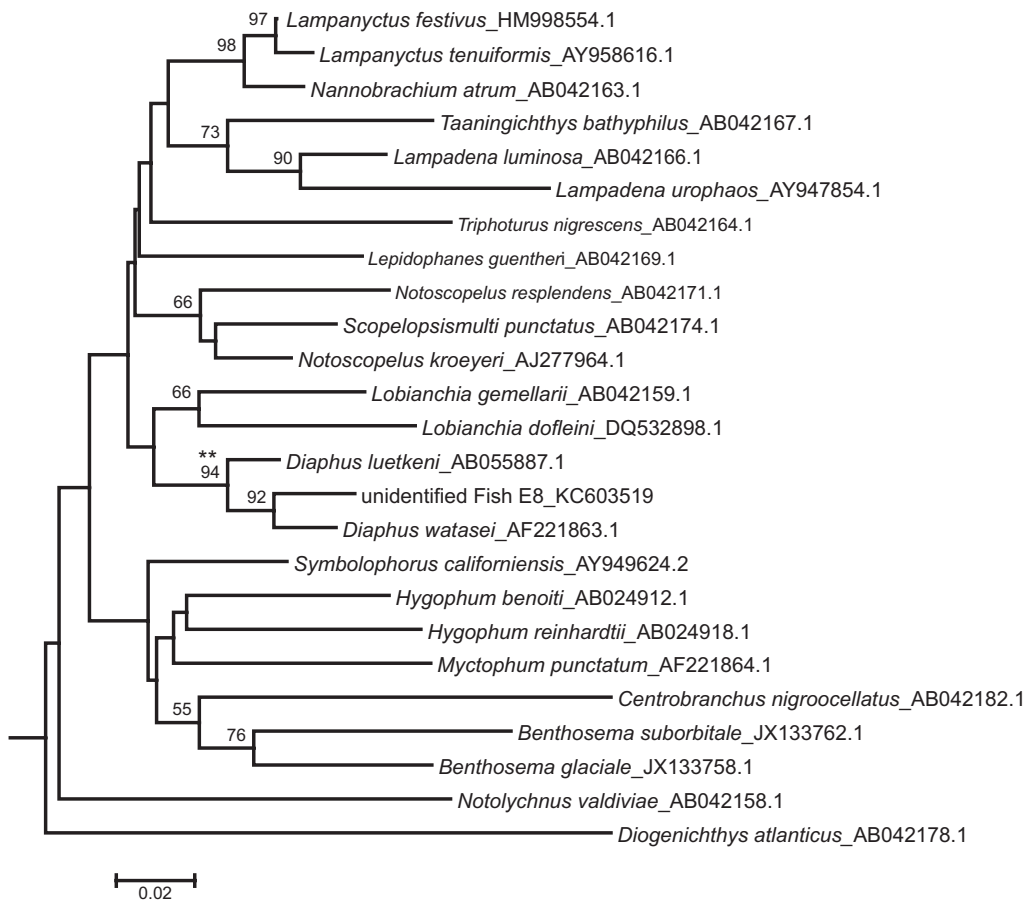 97
Lampanyctus festivus_HM998554.1
98
Lampanyctus tenuiformis_AY958616.1
Nannobrachium atrum_AB042163.1
73
Taaningichthys bathyphilus_AB042167.1
90
Lampadena luminosa_AB042166.1
Lampadena urophaos_AY947854.1
Triphoturus nigrescens_AB042164.1
Lepidophanes guentheri_AB042169.1
66
Notoscopelus resplendens_AB042171.1
Scopelopsismulti punctatus_AB042174.1
Notoscopelus kroeyeri_AJ277964.1
66
Lobianchia gemellarii_AB042159.1
Lobianchia dofleini_DQ532898.1
**
94
Diaphus luetkeni_AB055887.1
92
unidentified Fish E8_KC603519
Diaphus watasei_AF221863.1
Symbolophorus californiensis_AY949624.2
Hygophum benoiti_AB024912.1
Hygophum reinhardtii_AB024918.1
Myctophum punctatum_AF221864.1
55
Centrobranchus nigroocellatus_AB042182.1
76
Benthosema suborbitale_JX133762.1
Benthosema glaciale_JX133758.1
Notolychnus valdiviae_AB042158.1
Diogenichthys atlanticus_AB042178.1
0.02